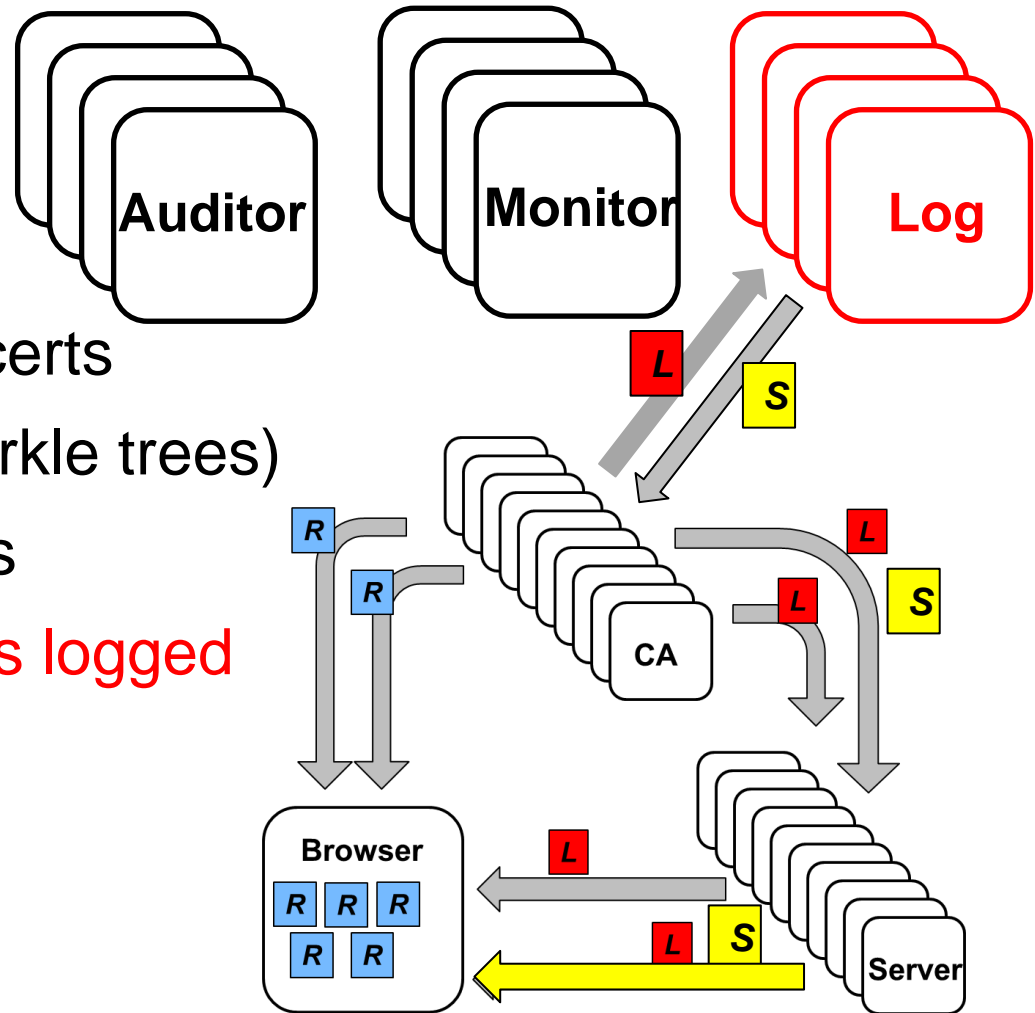 Auditor
Monitor
Log
certs
L
S
rkle trees)
R
L
s
R
L
S
s logged
CA
Browser
L
R R R
R R
L S
Server